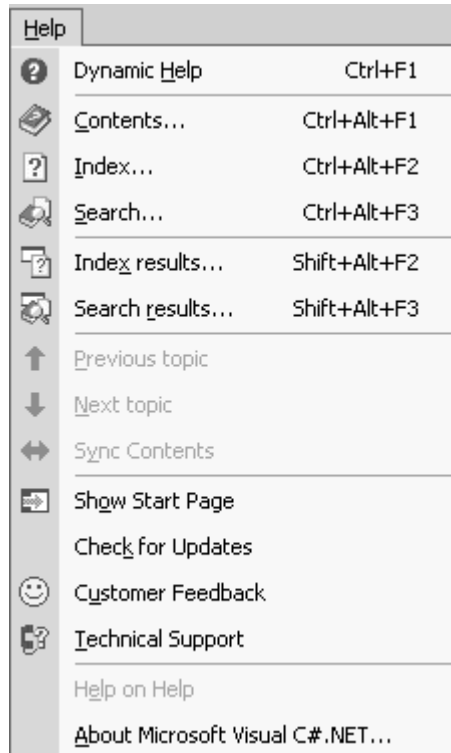 Help
Dynamic Help Ctrl+F1
Contents... Ctrl+Alt+F1
Index... Ctrl+Alt+F2
Search... Ctrl+Alt+F3
Index results... Shift+Alt+F2
Search results... Shift+Alt+F3
Previous topic
Next topic
Sync Contents
Show Start Page
Check for Updates
Customer Feedback
Technical Support
Help on Help
About Microsoft Visual C#.NET...